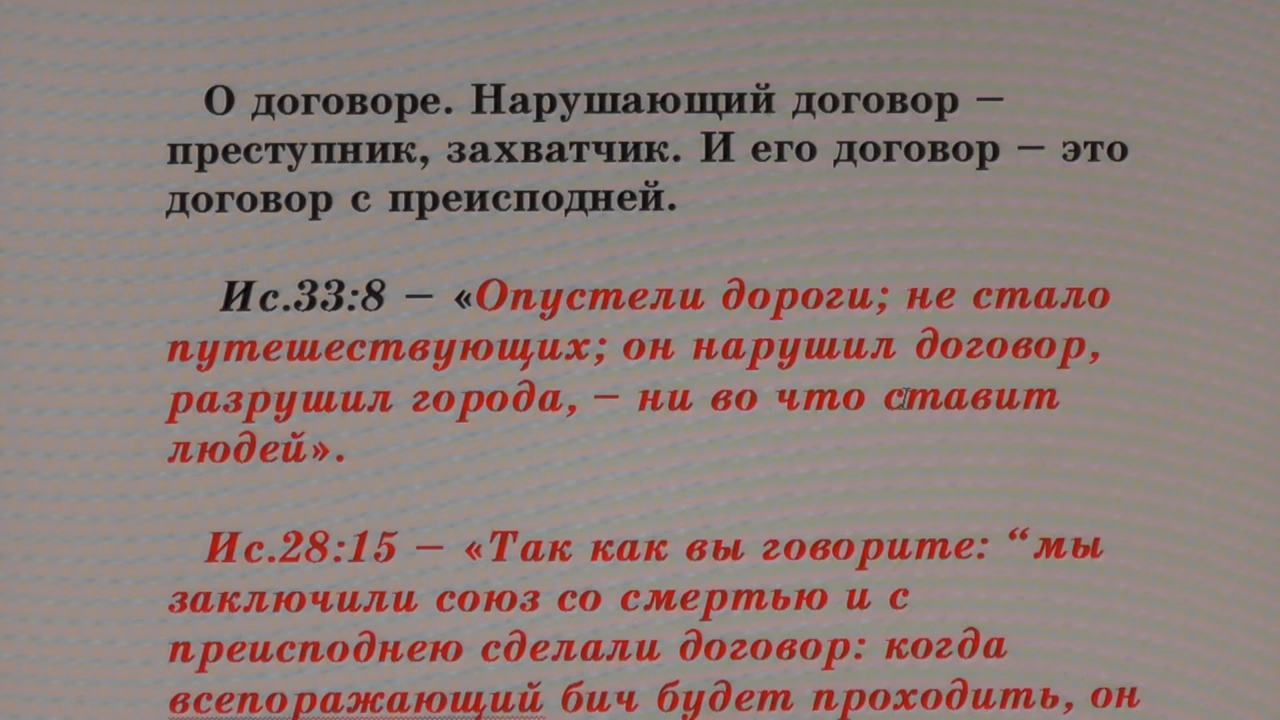 О договоре. Нарушающий договор –
преступник, захватчик. И его договор – это
договор с преисподней.
Ис.33:8 – «Опустели дороги; не стало
путешествующих; он нарушил договор,
разрушил города, – ни во что ставит
людей».
Ис.28:15 – «Так как вы говорите: “мы
заключили союз со смертью и с
преисподнею сделали договор: когда
всепоражающий бич будет проходить, он